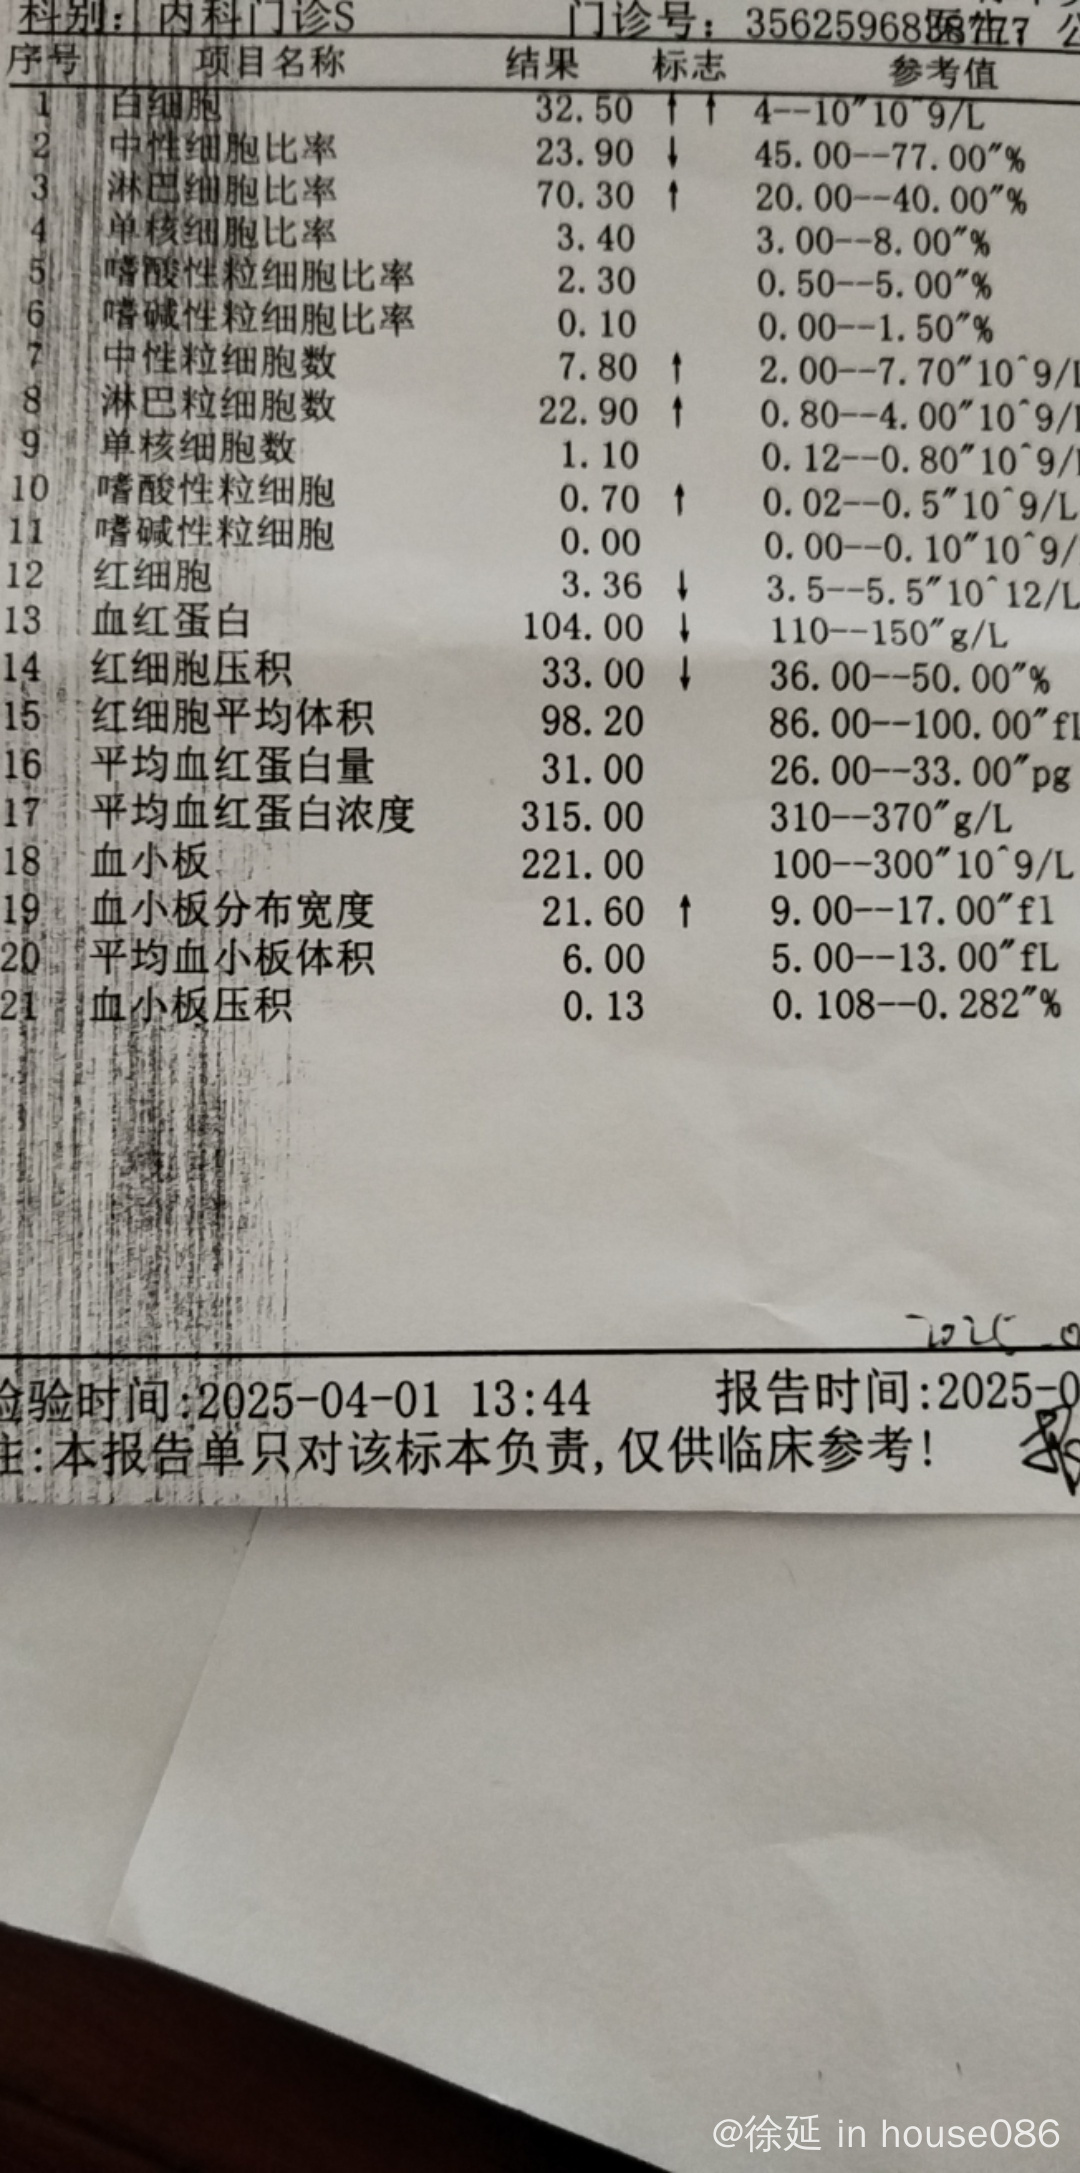 科别: 内科门诊S 门诊号: 3562596838
序号 项目名称 结果 标志 参考值
1 白细胞 32.50 ↑ ↑ 4--10"10^9/L
2 中性细胞比率 23.90 ↓ 45.00--77.00"%
3 淋巴细胞比率 70.30 ↑ 20.00--40.00"%
4 单核细胞比率 3.40 3.00--8.00"%
5 嗜酸性粒细胞比率 2.30 0.50--5.00"%
6 嗜碱性粒细胞比率 0.10 0.00--1.50"%
7 中性粒细胞数 7.80 ↑ 2.00--7.70"10^9/L
8 淋巴粒细胞数 22.90 ↑ 0.80--4.00"10^9/
9 单核细胞数 1.10 0.12--0.80"10^9/
10 嗜酸性粒细胞 0.70 ↑ 0.02--0.5"10^9/L
11 嗜碱性粒细胞 0.00 0.00--0.10"10^9/
12 红细胞 3.36 ↓ 3.5--5.5"10^12/L
13 血红蛋白 104.00 ↓ 110--150"g/L
14 红细胞压积 33.00 ↓ 36.00--50.00"%
15 红细胞平均体积 98.20 86.00--100.00"fl
16 平均血红蛋白量 31.00 26.00--33.00"pg
17 平均血红蛋白浓度 315.00 310--370"g/L
18 血小板 221.00 100--300"10^9/L
19 血小板分布宽度 21.60 ↑ 9.00--17.00"fl
20 平均血小板体积 6.00 5.00--13.00"fL
21 血小板压积 0.13 0.108--0.282"%
2025-0
检验时间:2025-04-01 13:44 报告时间:2025-0
注:本报告单只对该标本负责,仅供临床参考!
@徐延 in house086